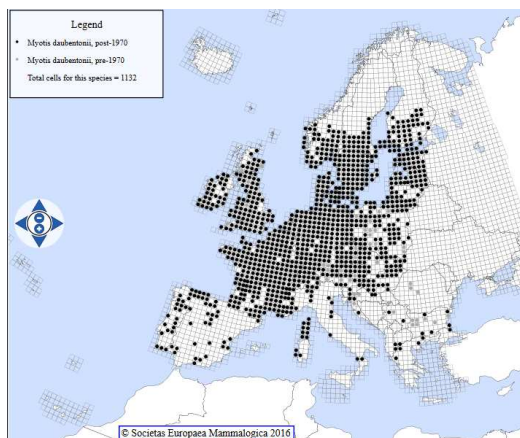 Legend
Myotis daubentonii, post-1970
Myotis daubentonii, pre-1970
Total cells for this species = 1132
© Societas Europaea Mammalogica 2016